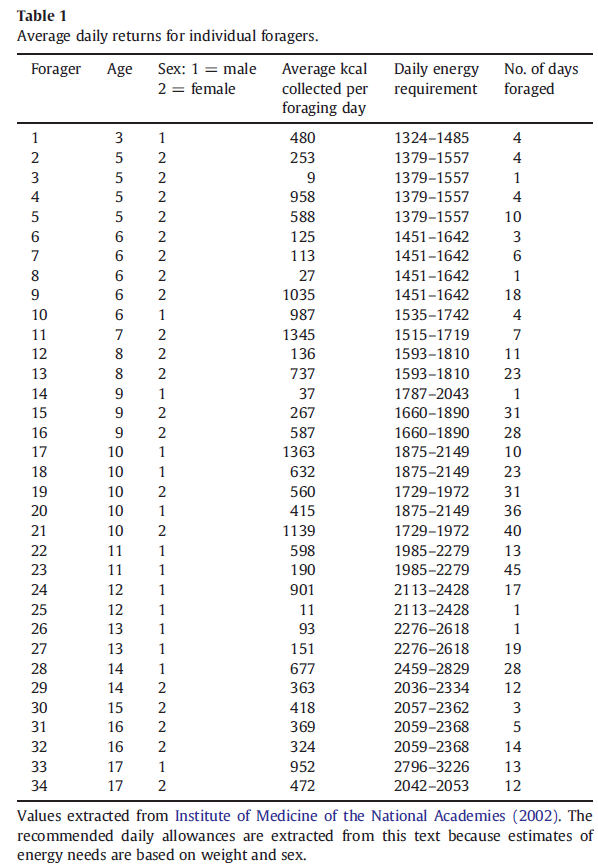 Table 1
Average daily returns for individual foragers.
Forager Age Sex: 1 = male Average kcal Daily energy No. of days
2 = female collected per requirement foraged
foraging day
1 3 1 480 1324–1485 4
2 5 2 253 1379–1557 4
3 5 2 9 1379–1557 1
4 5 2 958 1379–1557 4
5 5 2 588 1379–1557 10
6 6 2 125 1451–1642 3
7 6 2 113 1451–1642 6
8 6 2 27 1451–1642 1
9 6 2 1035 1451–1642 18
10 6 1 987 1535–1742 4
11 7 2 1345 1515–1719 7
12 8 2 136 1593–1810 11
13 8 2 737 1593–1810 23
14 9 1 37 1787–2043 1
15 9 2 267 1660–1890 31
16 9 2 587 1660–1890 28
17 10 1 1363 1875–2149 10
18 10 1 632 1875–2149 23
19 10 2 560 1729–1972 31
20 10 1 415 1875–2149 36
21 10 2 1139 1729–1972 40
22 11 1 598 1985–2279 13
23 11 1 190 1985–2279 45
24 12 1 901 2113–2428 17
25 12 1 11 2113–2428 1
26 13 1 93 2276–2618 1
27 13 1 151 2276–2618 19
28 14 1 677 2459–2829 28
29 14 2 363 2036–2334 12
30 15 2 418 2057–2362 3
31 16 2 369 2059–2368 5
32 16 2 324 2059–2368 14
33 17 1 952 2796–3226 13
34 17 2 472 2042–2053 12
Values extracted from Institute of Medicine of the National Academies (2002). The
recommended daily allowances are extracted from this text because estimates of
energy needs are based on weight and sex.